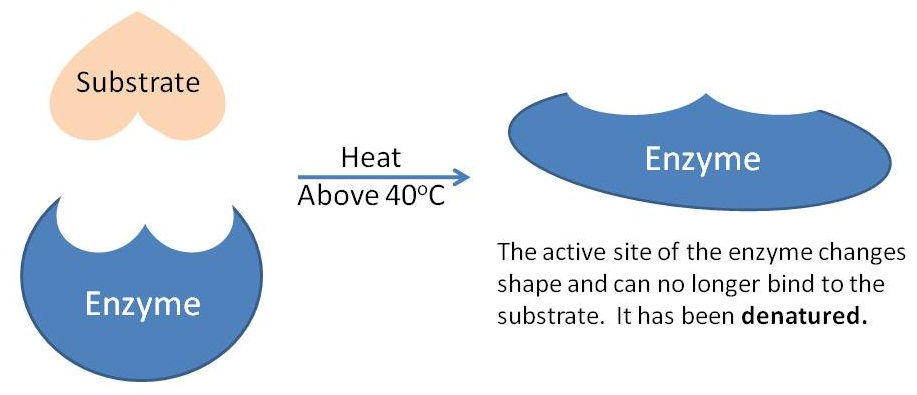 Substrate
Enzyme
Heat
Above 40°C
Enzyme
The active site of the enzyme changes
shape and can no longer bind to the
substrate.  It has been denatured.